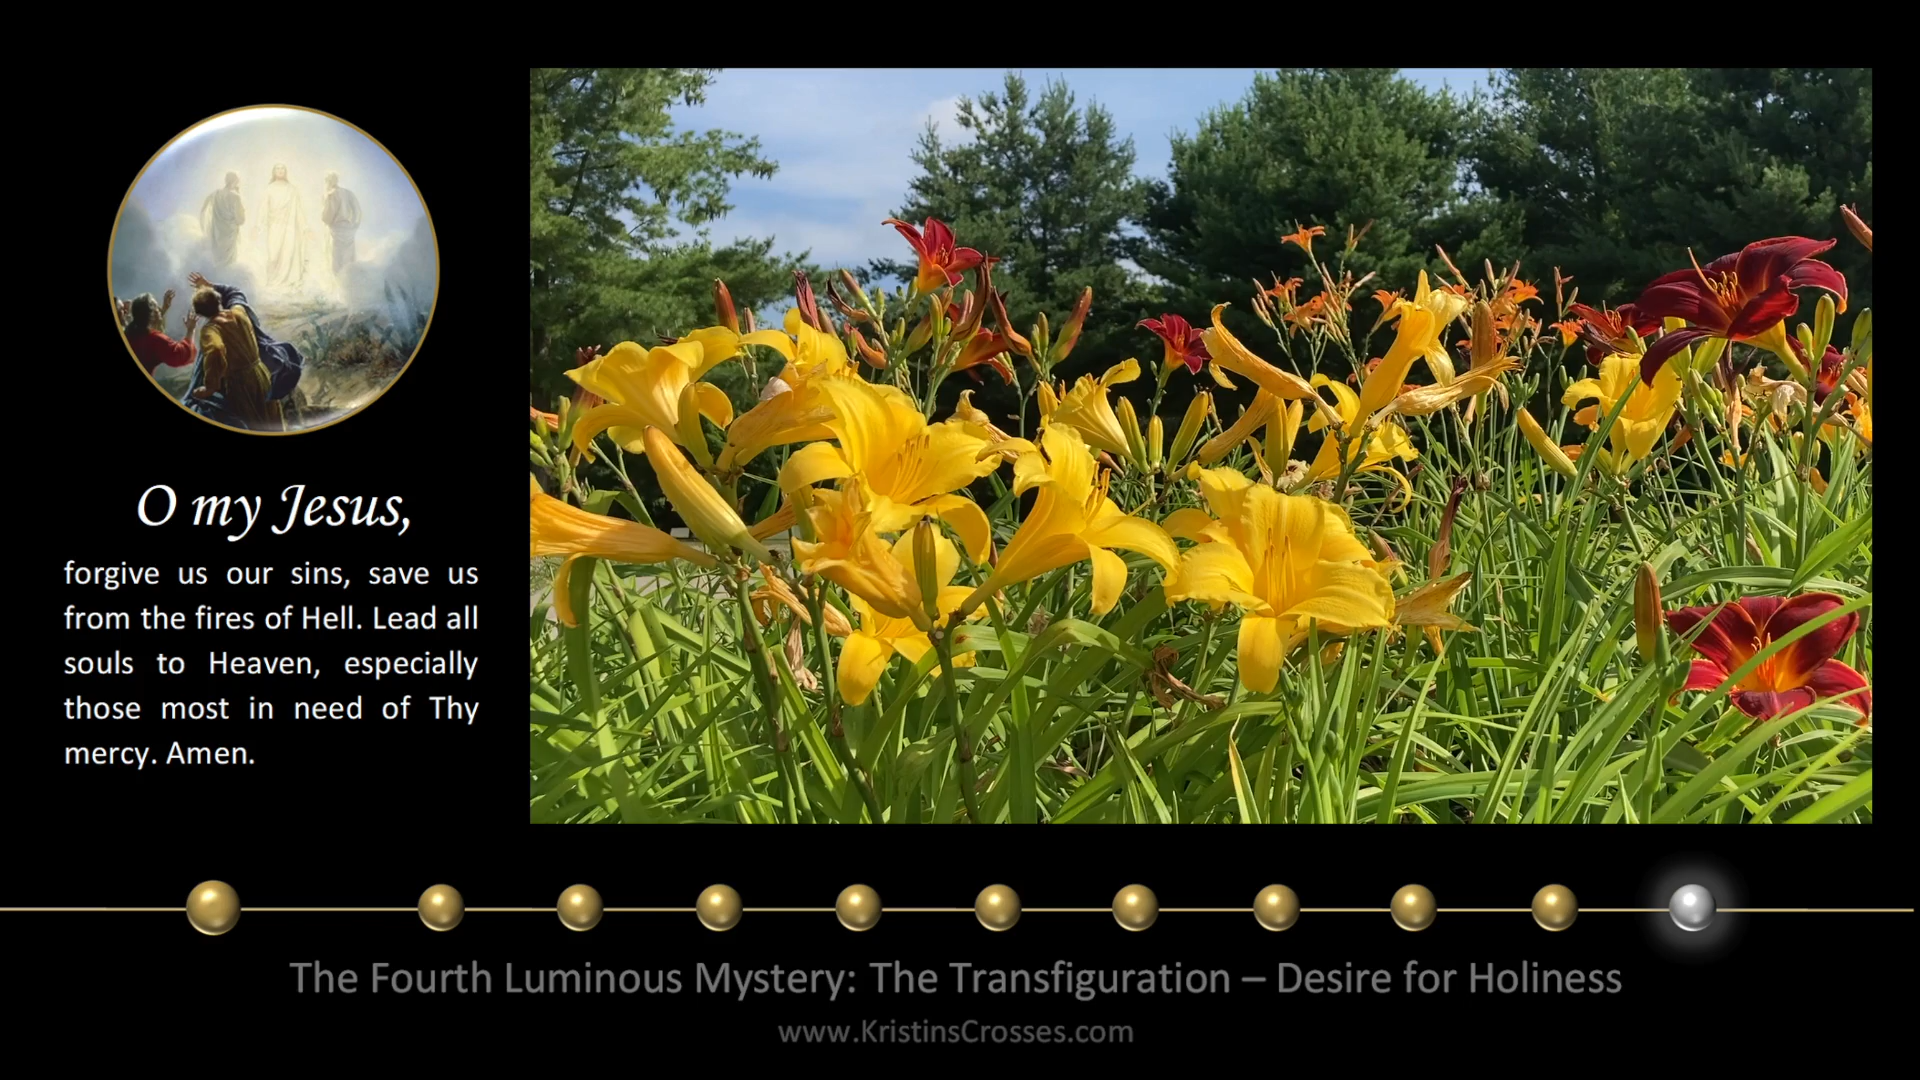 O my Jesus,
forgive us our sins, save us
from the fires of Hell. Lead all
souls to Heaven, especially
those most in need of Thy
mercy. Amen.
The Fourth Luminous Mystery: The Transfiguration – Desire for Holiness
www.KristinsCrosses.com